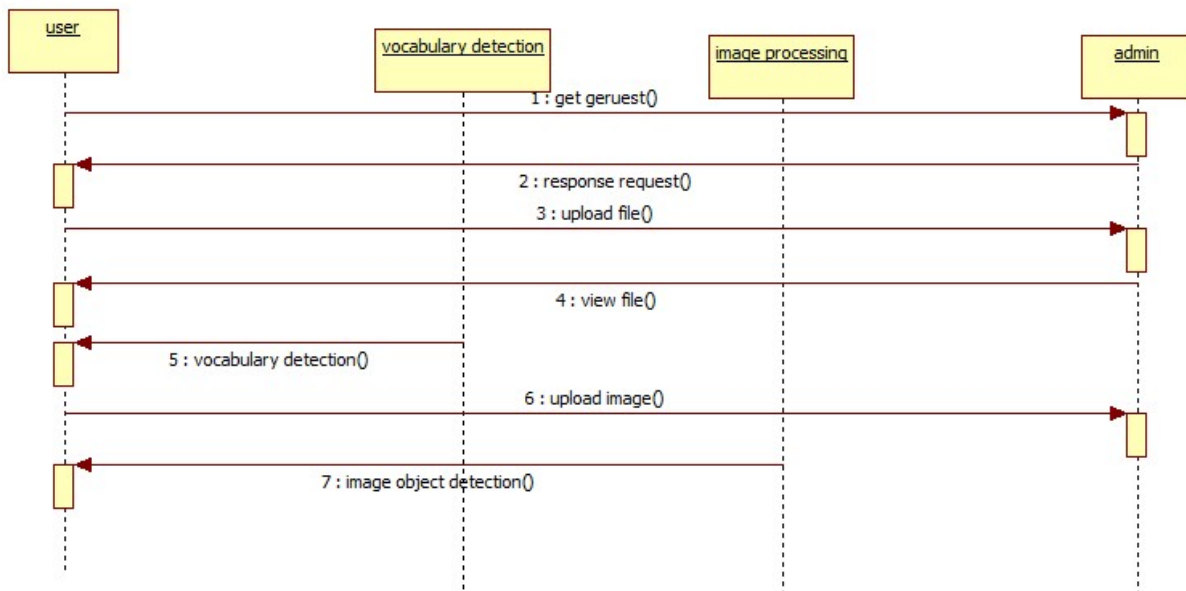 user
vocabulary detection
image processing
admin
1 : get geruest()
2 : response request()
3 : upload file()
4 : view file()
5 : vocabulary detection()
6 : upload image()
7 : image object detection()